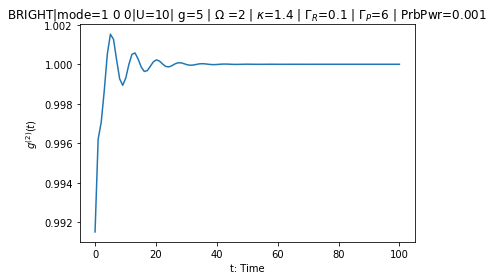 BRIGHT|mode=1 0 0|U=10| g=5 | Ω =2 | κ=1.4 | Γ_R=0.1 | Γ_P=6 | PrbPwr=0.001
1.002
1.000
0.998
0.996
0.994
0.992
g^(2)(t)
0 20 40 60 80 100
t: Time